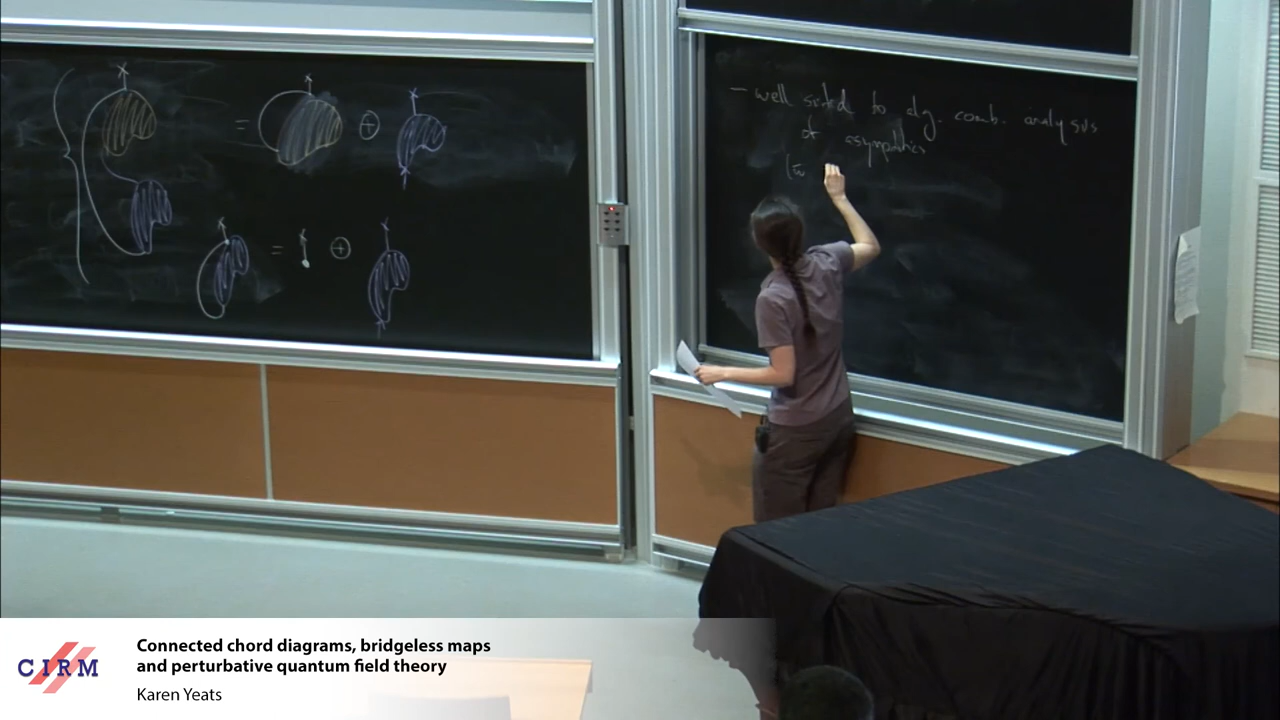 = ⊕
= ⊕
- well suited to alg. comb. analysis
of asymptotics
CIRM
Connected chord diagrams, bridgeless maps
and perturbative quantum field theory
Karen Yeats